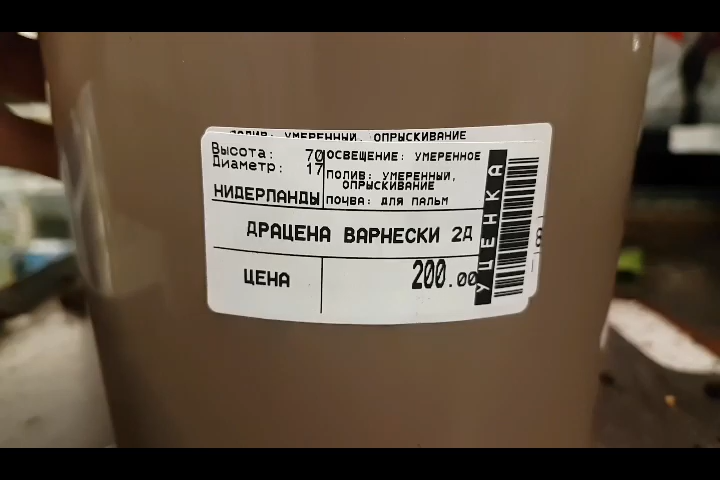 ПОЛИВ: УМЕРЕННЫЙ, ОПРЫСКИВАНИЕ
Высота: 70
Диаметр: 17
НИДЕРЛАНДЫ
ОСВЕЩЕНИЕ: УМЕРЕННОЕ
ПОЛИВ: УМЕРЕННЫЙ,
ОПРЫСКИВАНИЕ
ПОЧВА: ДЛЯ ПАЛЬМ
ДРАЦЕНА ВАРНЕСКИ 2Д
ЦЕНА
200.00
УЦЕНКА